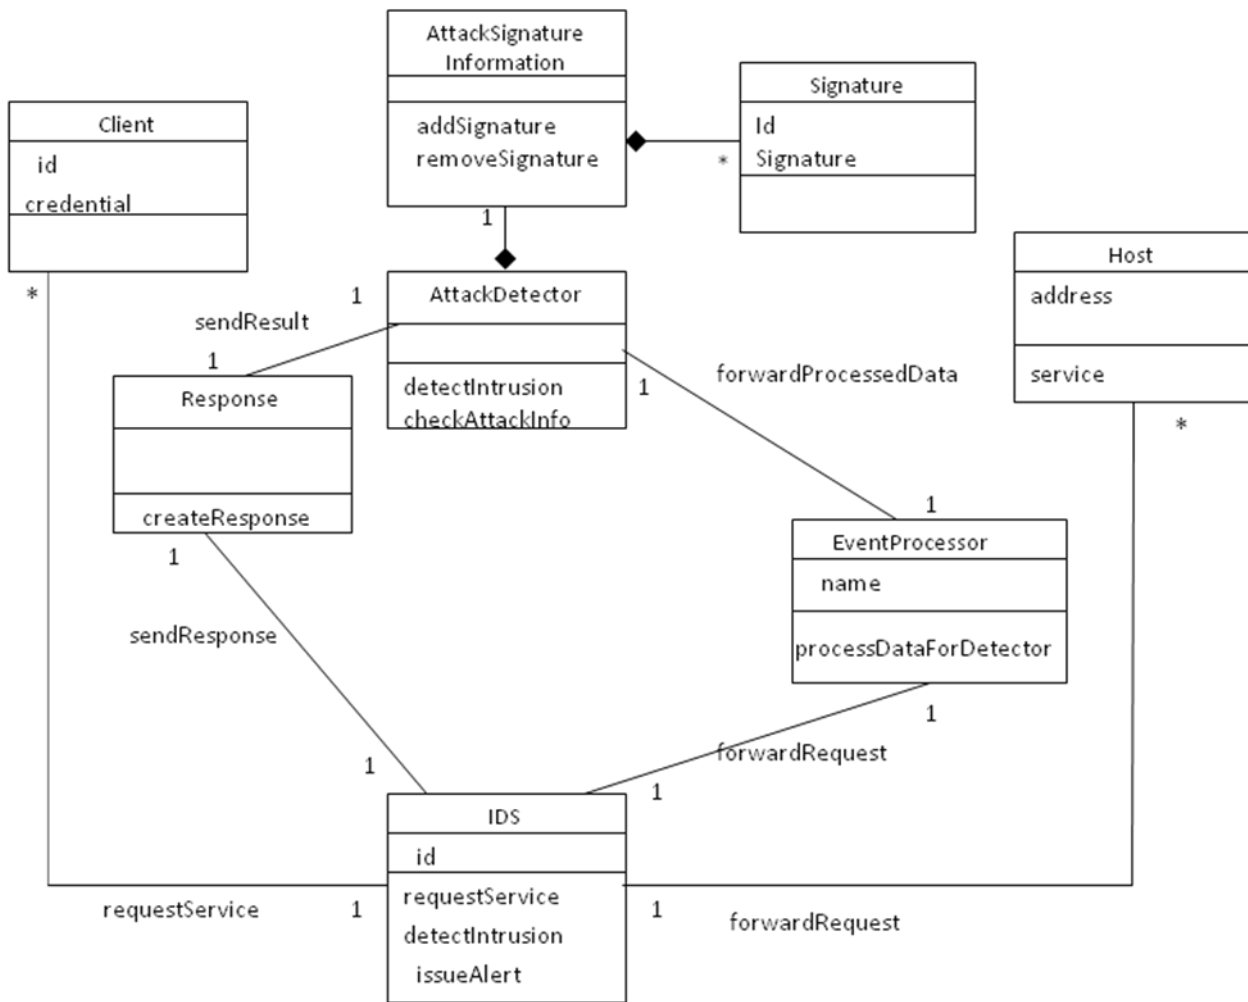 AttackSignature
Information
addSignature
removeSignature
Signature
Id
Signature
*
Client
id
credential
*
1
Host
address
service
*
AttackDetector
detectIntrusion
checkAttackInfo
1
sendResult
1
1
forwardProcessedData
Response
createResponse
1
1
EventProcessor
name
processDataForDetector
1
sendResponse
1
forwardRequest
1
IDS
id
requestService
detectIntrusion
issueAlert
requestService
1
1
forwardRequest